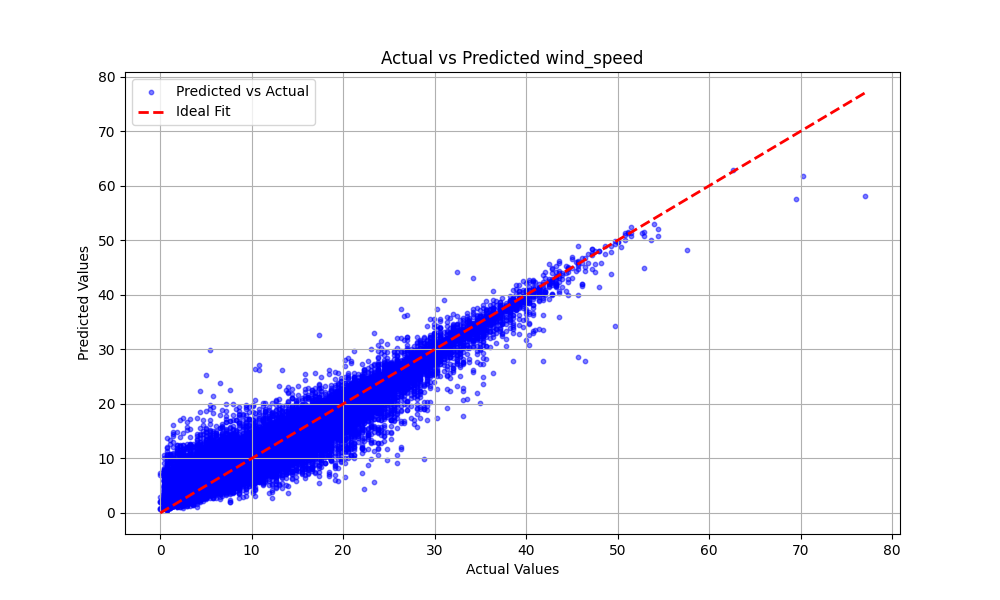 Actual vs Predicted wind_speed
Predicted vs Actual
Ideal Fit
Predicted Values
80
70
60
50
40
30
20
10
0
0 10 20 30 40 50 60 70 80
Actual Values